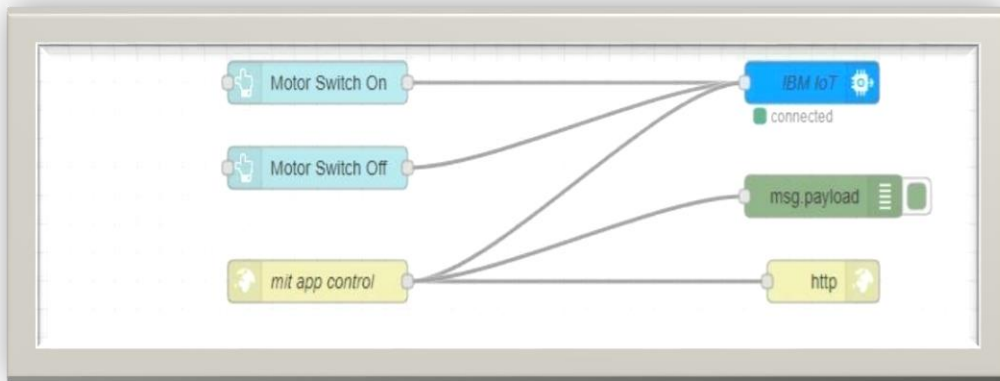 Motor Switch On
IBM IoT
connected
Motor Switch Off
msg.payload
mit app control
http